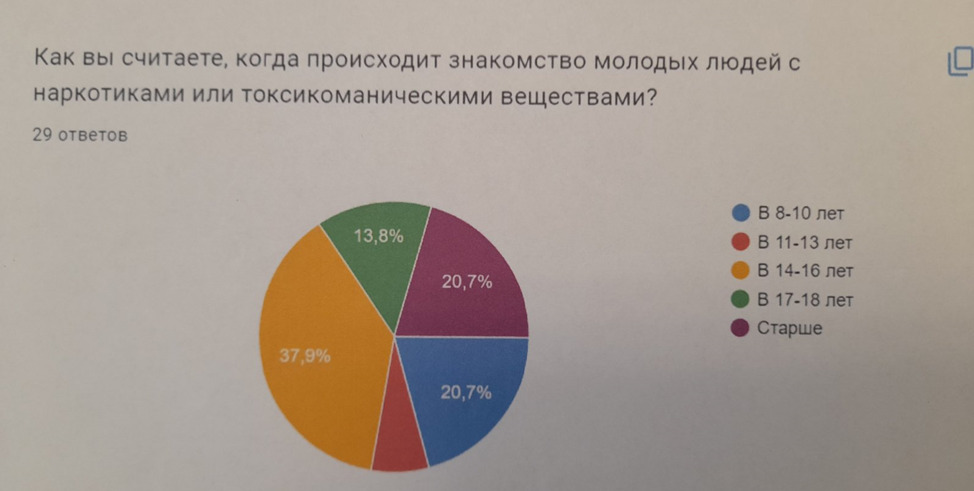 Как вы считаете, когда происходит знакомство молодых людей с
наркотиками или токсикоманическими веществами?
29 ответов
13,8%
20,7%
37,9%
20,7%
В 8-10 лет
В 11-13 лет
В 14-16 лет
В 17-18 лет
Старше